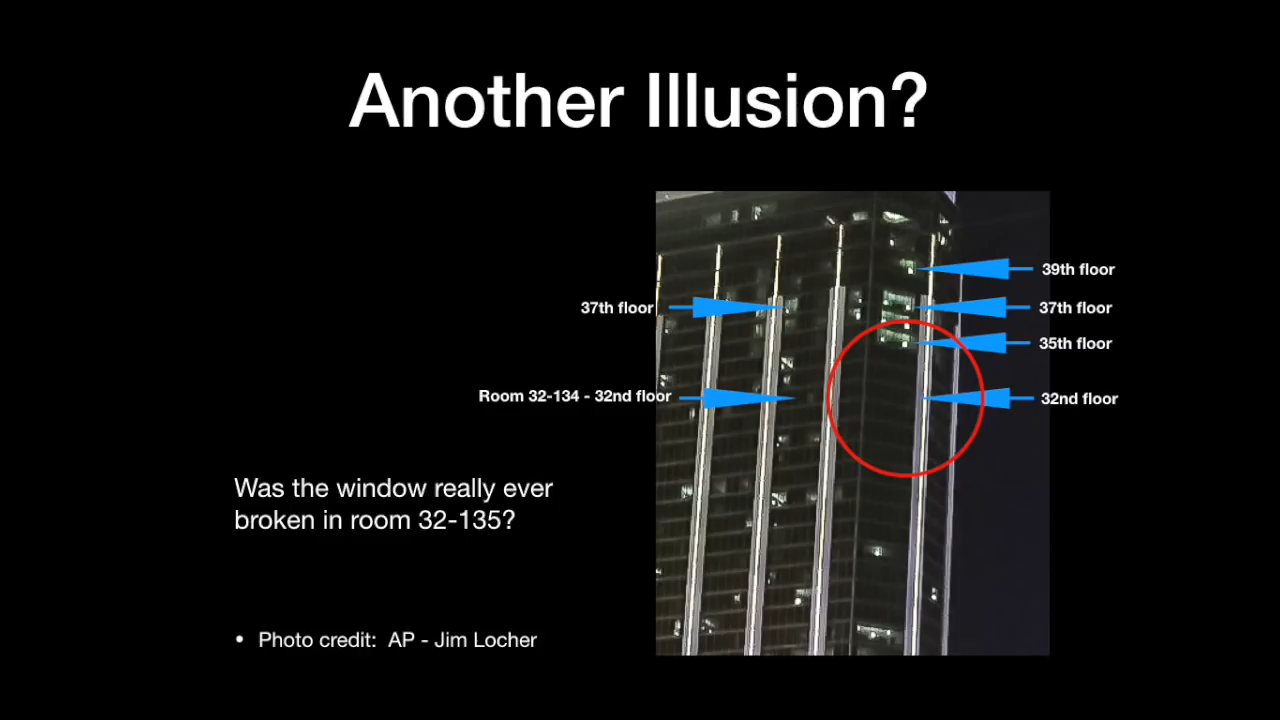 Another Illusion?
39th floor
37th floor
37th floor
35th floor
Room 32-134 - 32nd floor
32nd floor
Was the window really ever
broken in room 32-135?
• Photo credit: AP - Jim Locher